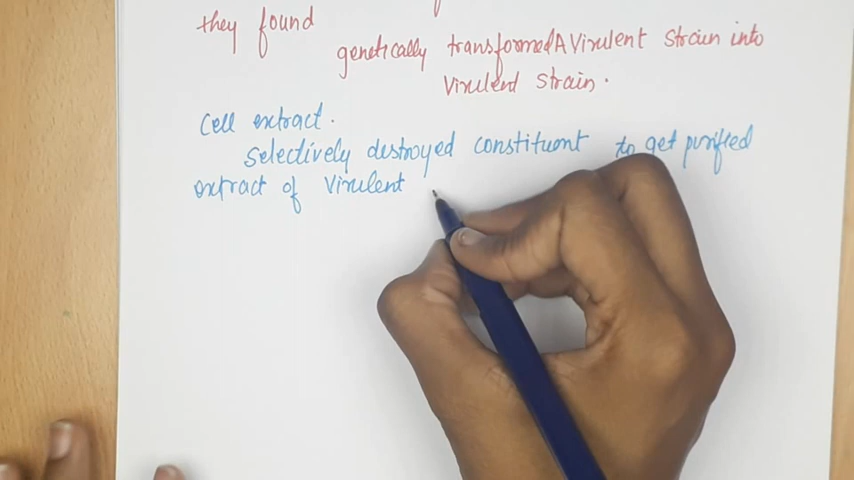 they found
genetically transformed Avirulent strain into
virulent strain.
Cell extract.
Selectively destroyed constituent to get purified
extract of virulent